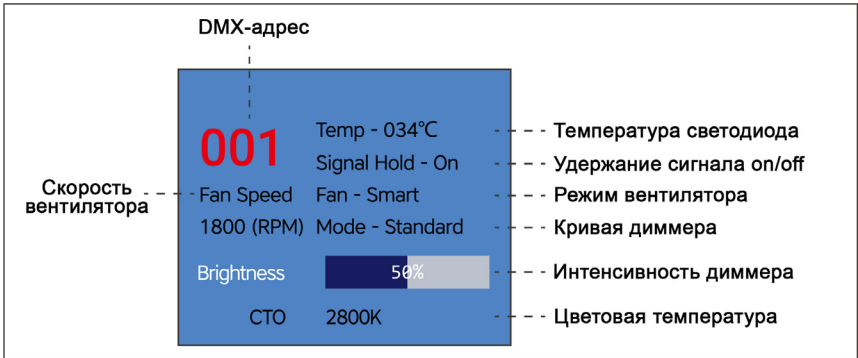 DMX-адрес
001
Temp - 034℃
Температура светодиода
Signal Hold - On
Удержание сигнала on/off
Скорость
вентилятора
Fan Speed
Fan - Smart
Режим вентилятора
1800 (RPM)
Mode - Standard
Кривая диммера
Brightness
50%
Интенсивность диммера
CTO
2800K
Цветовая температура